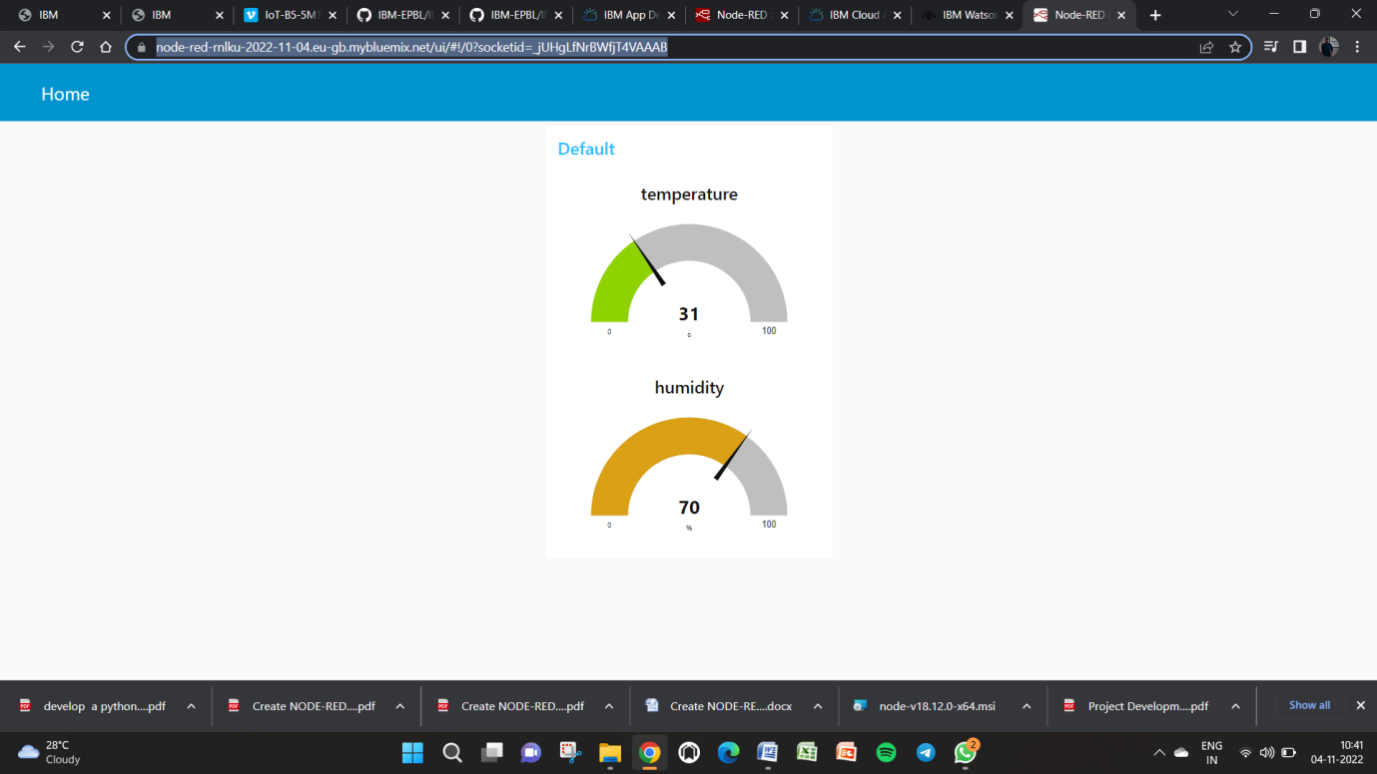 IBM
IBM
IoT-BS-5M1
IBM-EPBL/I
IBM-EPBL/I
IBM App De
Node-RED :
IBM Cloud A
IBM Watso
Node-RED
node-red-rnlku-2022-11-04.eu-gb.mybluemix.net/ui/#!/0?socketid=_jUHgLfNrBWfjT4VAAAB
Home
Default
temperature
31
0
c
100
humidity
70
0
%
100
develop a python....pdf
Create NODE-RED....pdf
Create NODE-RED....pdf
Create NODE-RE....docx
node-v18.12.0-x64.msi
Project Developm....pdf
Show all
28°C
Cloudy
2
ENG
IN
10:41
04-11-2022